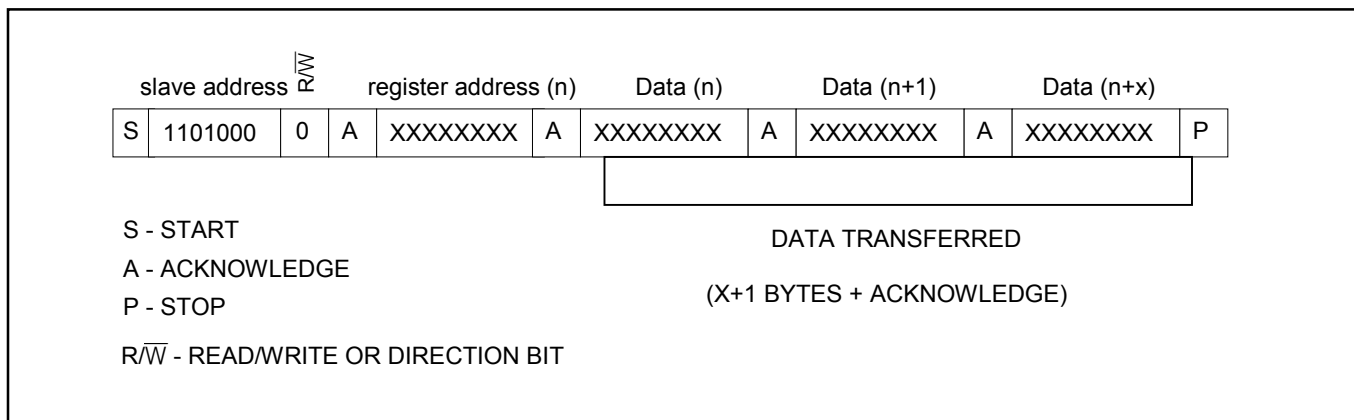 slave address R/W̅ register address (n) Data (n) Data (n+1) Data (n+x)
S 1101000 0 A XXXXXXXX A XXXXXXXX A XXXXXXXX A XXXXXXXX P
S - START
A - ACKNOWLEDGE
P - STOP
R/W̅ - READ/WRITE OR DIRECTION BIT
DATA TRANSFERRED
(X+1 BYTES + ACKNOWLEDGE)